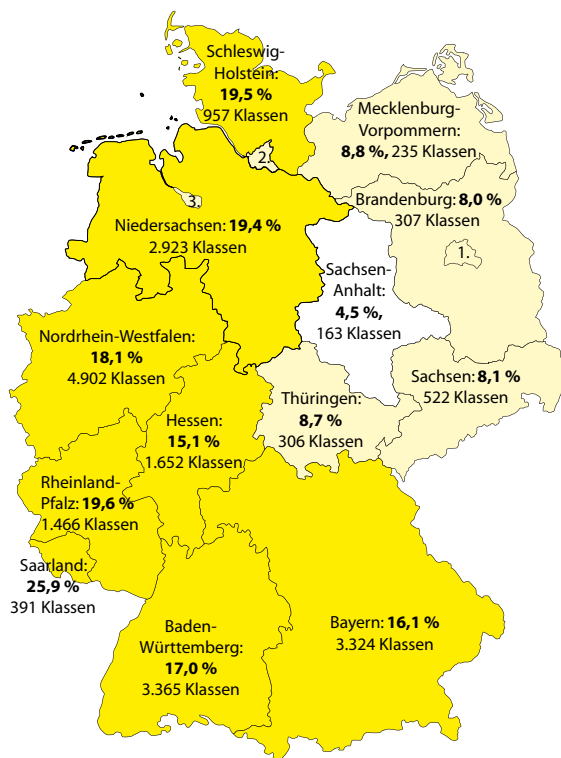 Schleswig-
Holstein:
19,5 %
957 Klassen
Mecklenburg-
Vorpommern:
8,8 %, 235 Klassen
2.
Brandenburg: 8,0 %
307 Klassen
3.
Niedersachsen: 19,4 %
2.923 Klassen
1.
Sachsen-
Anhalt:
4,5 %,
163 Klassen
Nordrhein-Westfalen:
18,1 %
4.902 Klassen
Sachsen: 8,1 %
522 Klassen
Thüringen:
8,7 %
306 Klassen
Hessen:
15,1 %
1.652 Klassen
Rheinland-
Pfalz: 19,6 %
1.466 Klassen
Saarland:
25,9 %
391 Klassen
Baden-
Württemberg:
17,0 %
3.365 Klassen
Bayern: 16,1 %
3.324 Klassen